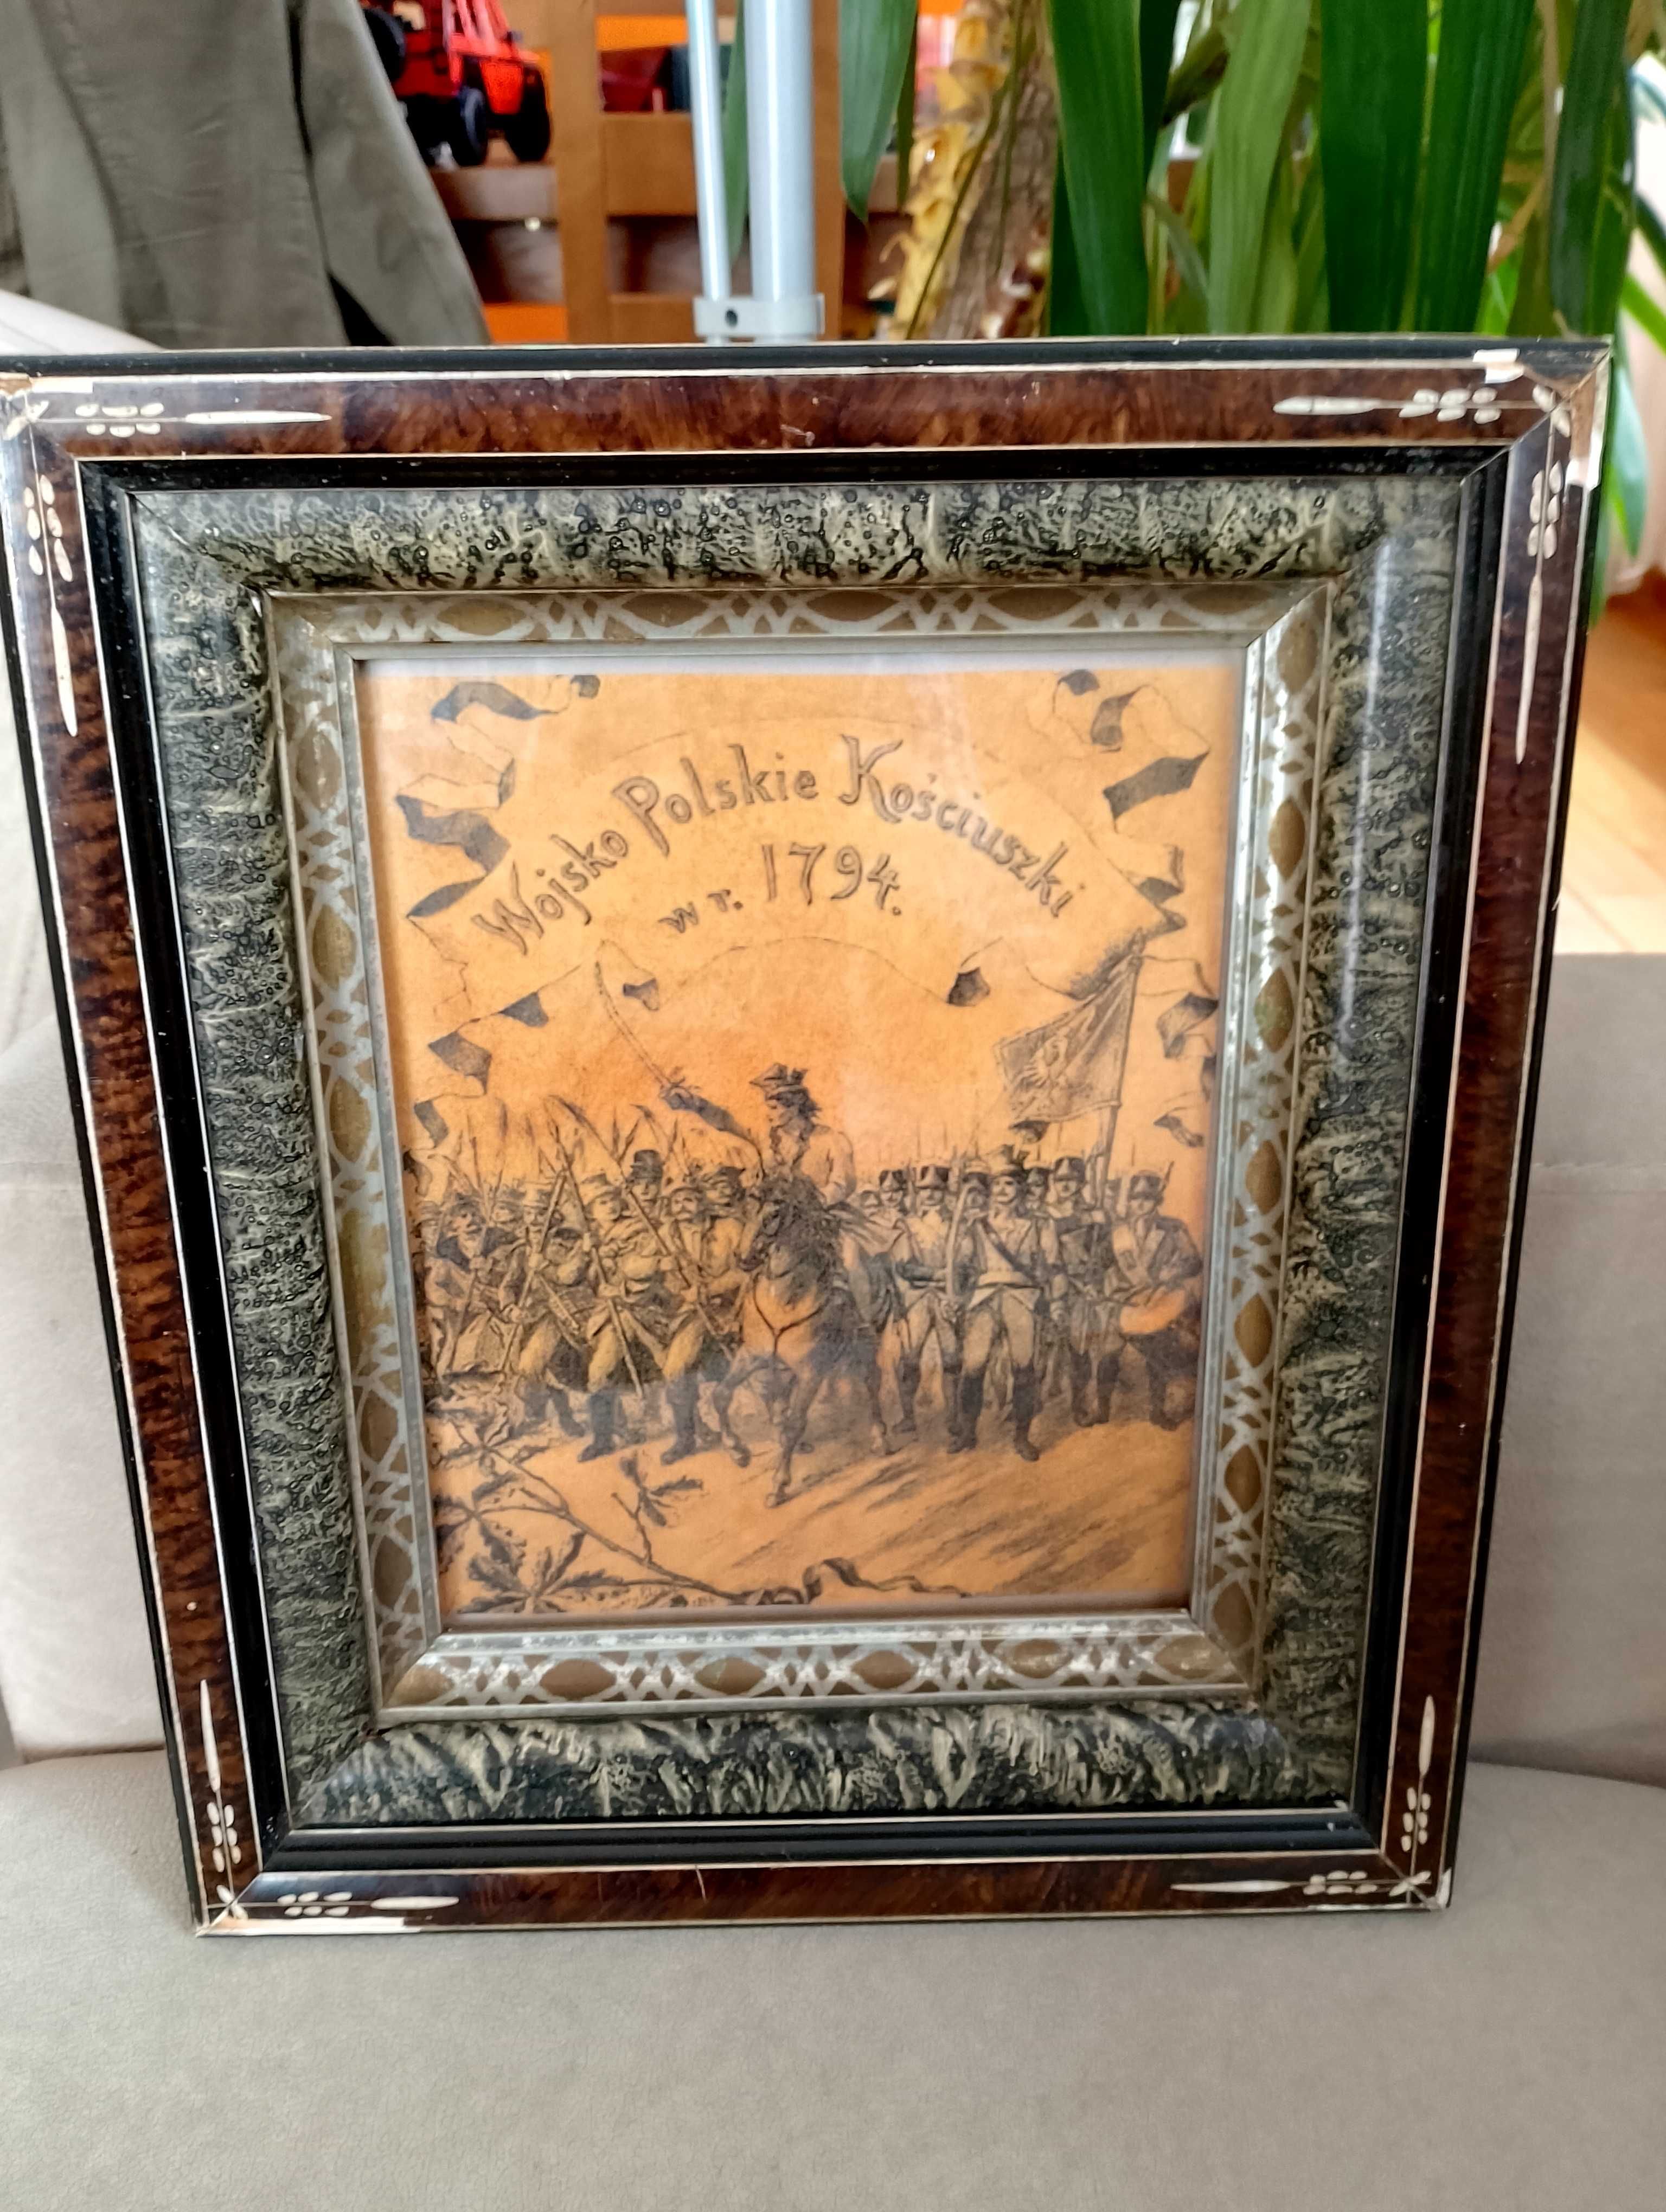 Wojsko Polskie Kościuszki
w r. 1794.